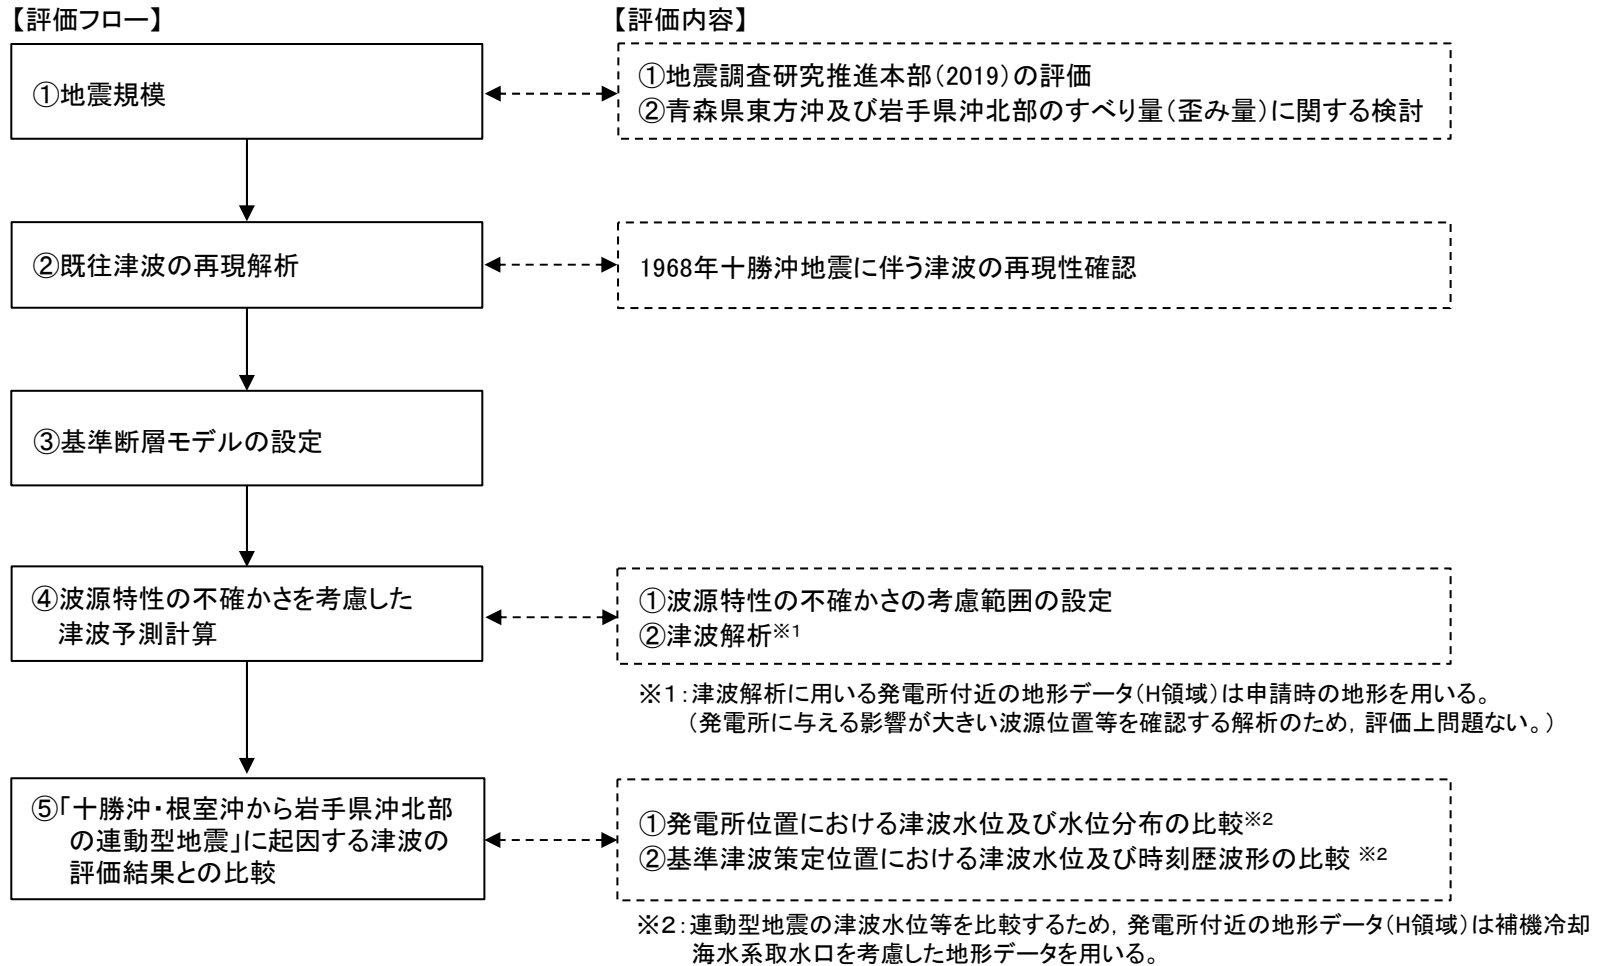 【評価フロー】
【評価内容】
①地震規模
①地震調査研究推進本部(2019)の評価
②青森県東方沖及び岩手県沖北部のすべり量(歪み量)に関する検討
②既往津波の再現解析
1968年十勝沖地震に伴う津波の再現性確認
③基準断層モデルの設定
④波源特性の不確かさを考慮した
津波予測計算
①波源特性の不確かさの考慮範囲の設定
②津波解析※1
※1:津波解析に用いる発電所付近の地形データ(H領域)は申請時の地形を用いる。
(発電所に与える影響が大きい波源位置等を確認する解析のため,評価上問題ない。)
⑤「十勝沖・根室沖から岩手県沖北部
の連動型地震」に起因する津波の
評価結果との比較
①発電所位置における津波水位及び水位分布の比較※2
②基準津波策定位置における津波水位及び時刻歴波形の比較 ※2
※2:連動型地震の津波水位等を比較するため,発電所付近の地形データ(H領域)は補機冷却
海水系取水口を考慮した地形データを用いる。